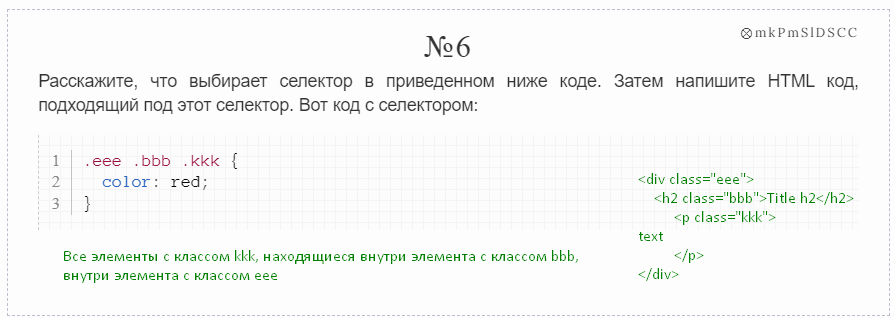 ⊗mkPmSlDSCC
№6
Расскажите, что выбирает селектор в приведенном ниже коде. Затем напишите HTML код,
подходящий под этот селектор. Вот код с селектором:
1 .eee .bbb .kkk {
2 color: red;
3 }
<div class="eee">
<h2 class="bbb">Title h2</h2>
<p class="kkk">
text
</p>
</div>
Все элементы с классом kkk, находящиеся внутри элемента с классом bbb,
внутри элемента с классом eee